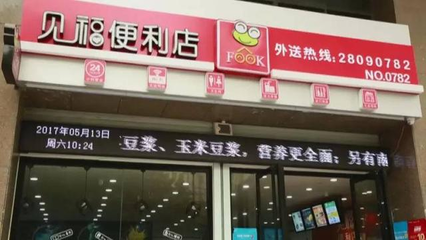 见福便利店
FOOK
外送热线:28090782
NO.0782
24
2017年05月13日
周六10:24
豆浆、玉米豆浆,营养更全面;另有南